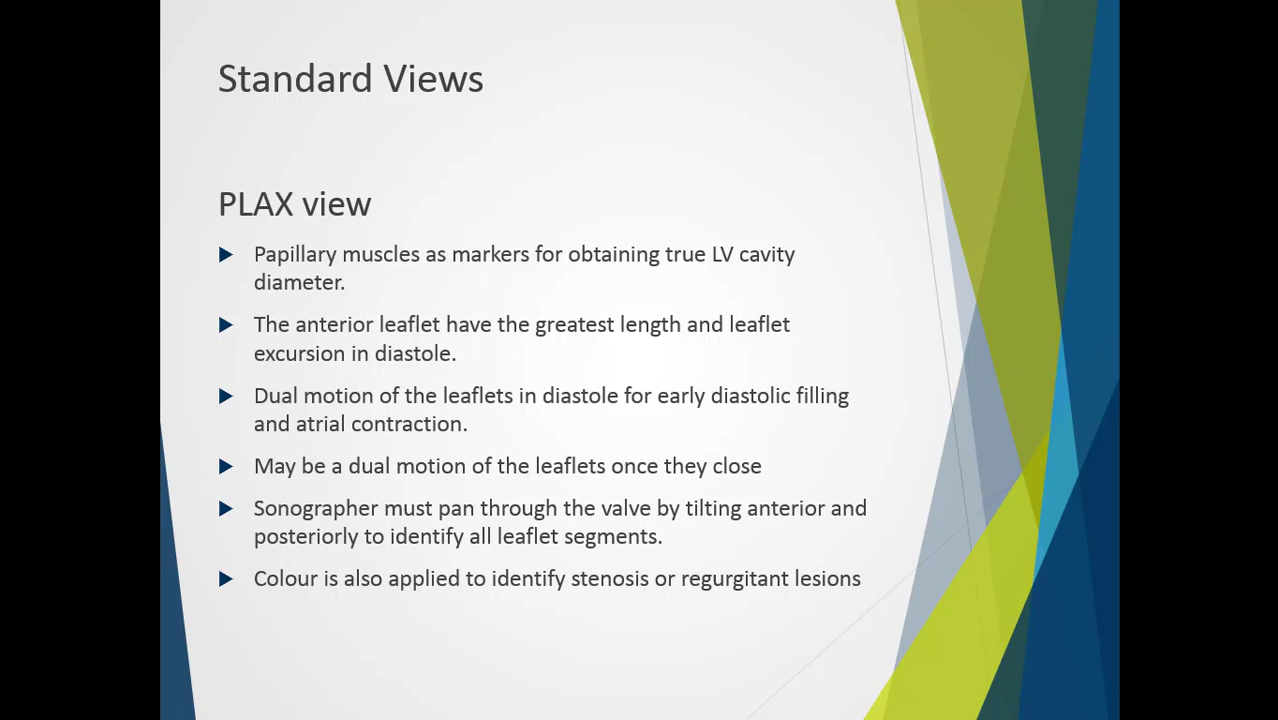 Standard Views
PLAX view
Papillary muscles as markers for obtaining true LV cavity
diameter.
The anterior leaflet have the greatest length and leaflet
excursion in diastole.
Dual motion of the leaflets in diastole for early diastolic filling
and atrial contraction.
May be a dual motion of the leaflets once they close
Sonographer must pan through the valve by tilting anterior and
posteriorly to identify all leaflet segments.
Colour is also applied to identify stenosis or regurgitant lesions